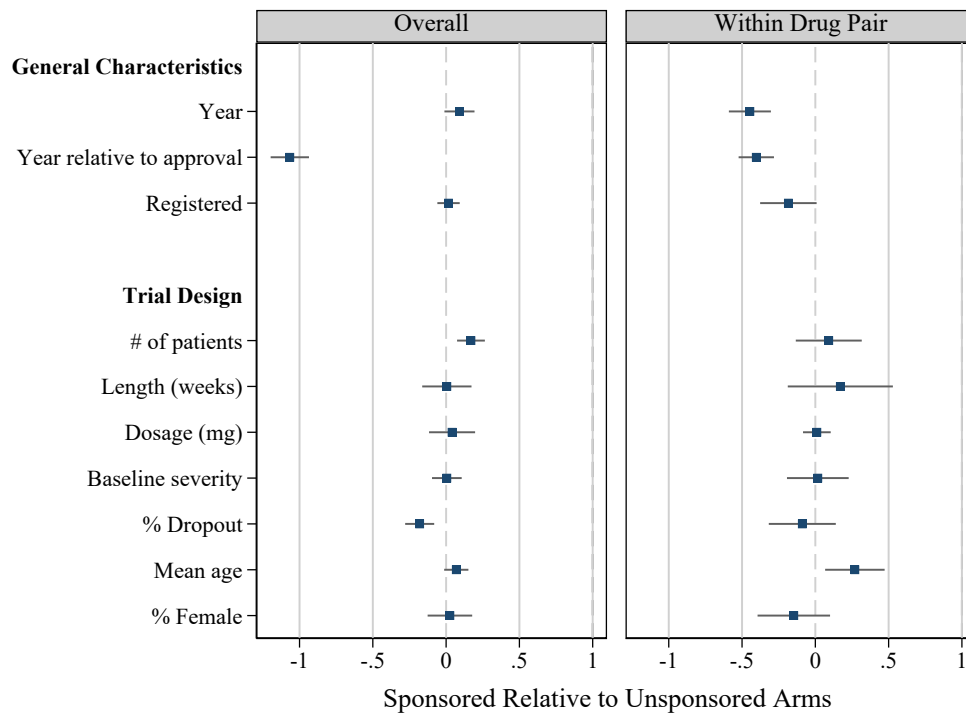 Overall
Within Drug Pair
General Characteristics
Year
Year relative to approval
Registered
Trial Design
# of patients
Length (weeks)
Dosage (mg)
Baseline severity
% Dropout
Mean age
% Female
-1 -.5 0 .5 1
-1 -.5 0 .5 1
Sponsored Relative to Unsponsored Arms